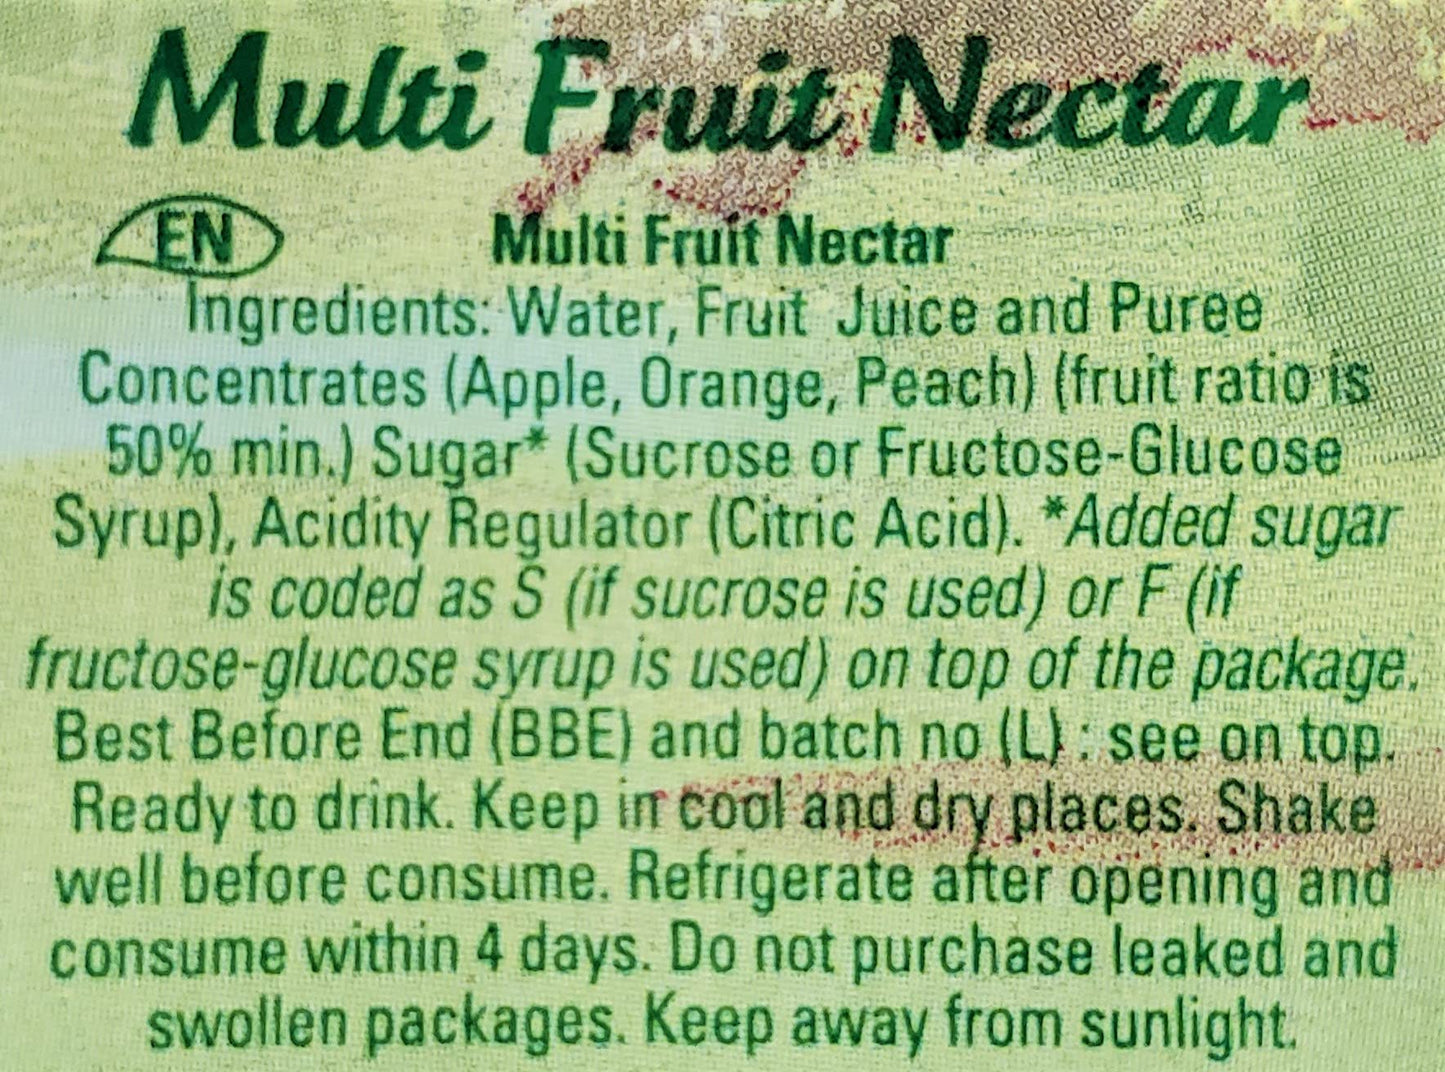 Multi Fruit Nectar
EN
Multi Fruit Nectar
Ingredients: Water, Fruit Juice and Puree
Concentrates (Apple, Orange, Peach) (fruit ratio is
50% min.) Sugar* (Sucrose or Fructose-Glucose
Syrup), Acidity Regulator (Citric Acid). *Added sugar
is coded as S (if sucrose is used) or F (if
fructose-glucose syrup is used) on top of the package.
Best Before End (BBE) and batch no (L) : see on top.
Ready to drink. Keep in cool and dry places. Shake
well before consume. Refrigerate after opening and
consume within 4 days. Do not purchase leaked and
swollen packages. Keep away from sunlight.